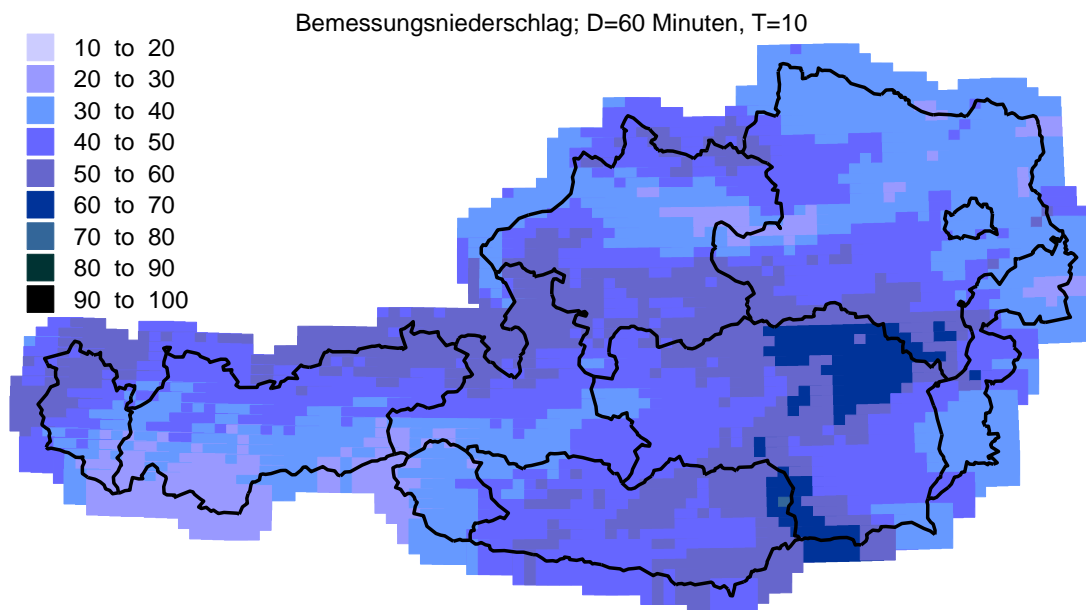 Bemessungsniederschlag; D=60 Minuten, T=10
10 to 20
20 to 30
30 to 40
40 to 50
50 to 60
60 to 70
70 to 80
80 to 90
90 to 100